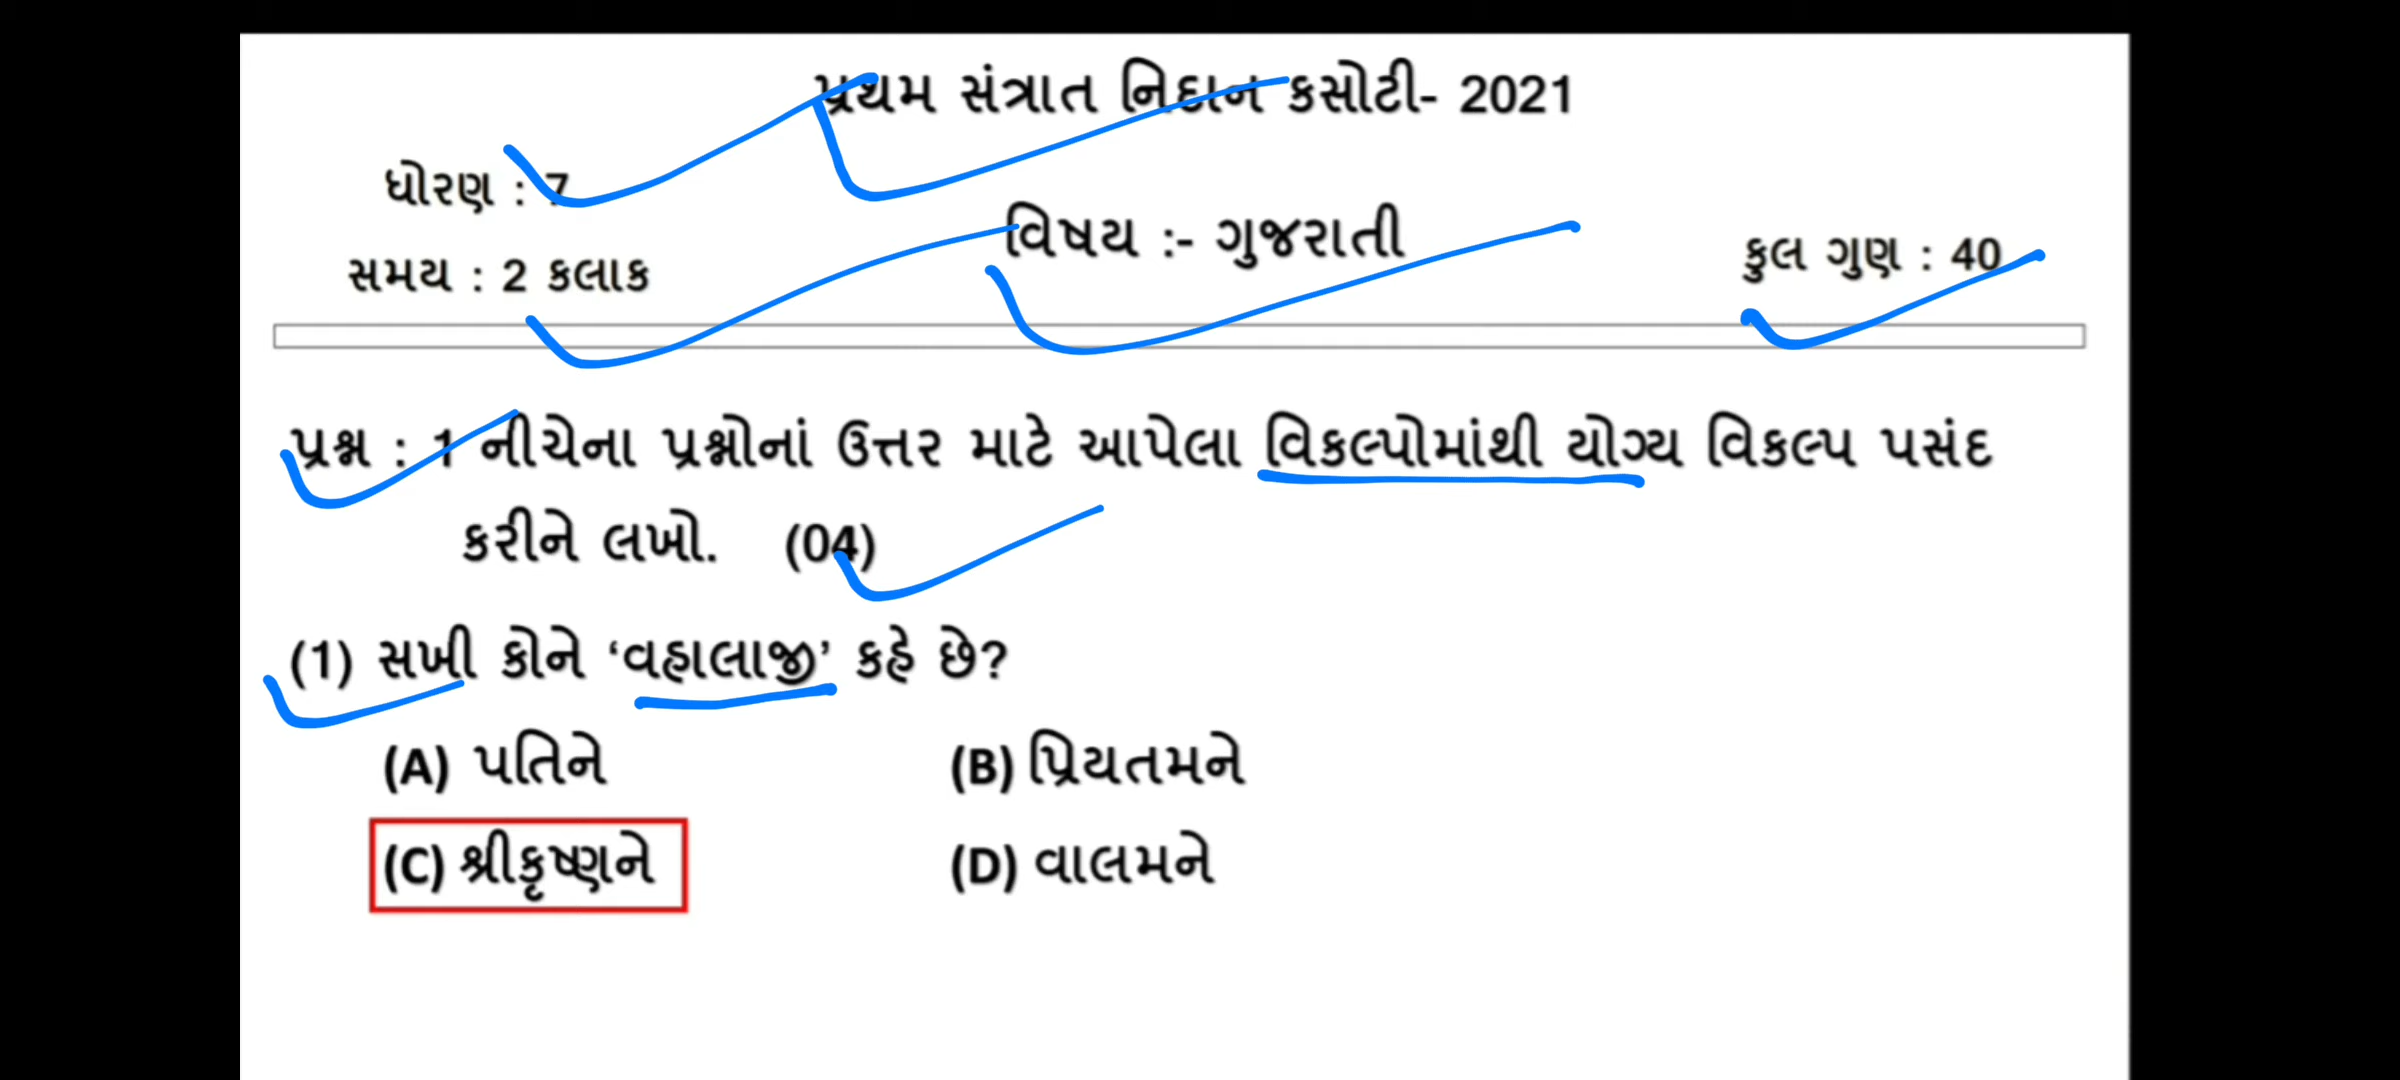 પ્રથમ સંત્રાત નિદાન કસોટી- 2021
ધોરણ : 7
વિષય :- ગુજરાતી
કુલ ગુણ : 40
સમય : 2 કલાક
પ્રશ્ન : 1 નીચેના પ્રશ્નોનાં ઉત્તર માટે આપેલા વિકલ્પોમાંથી યોગ્ય વિકલ્પ પસંદ
કરીને લખો. (04)
(1) સખી કોને ‘વહાલાજી’ કહે છે?
(A) પતિને (B) પ્રિયતમને
(C) શ્રીકૃષ્ણને (D) વાલમને